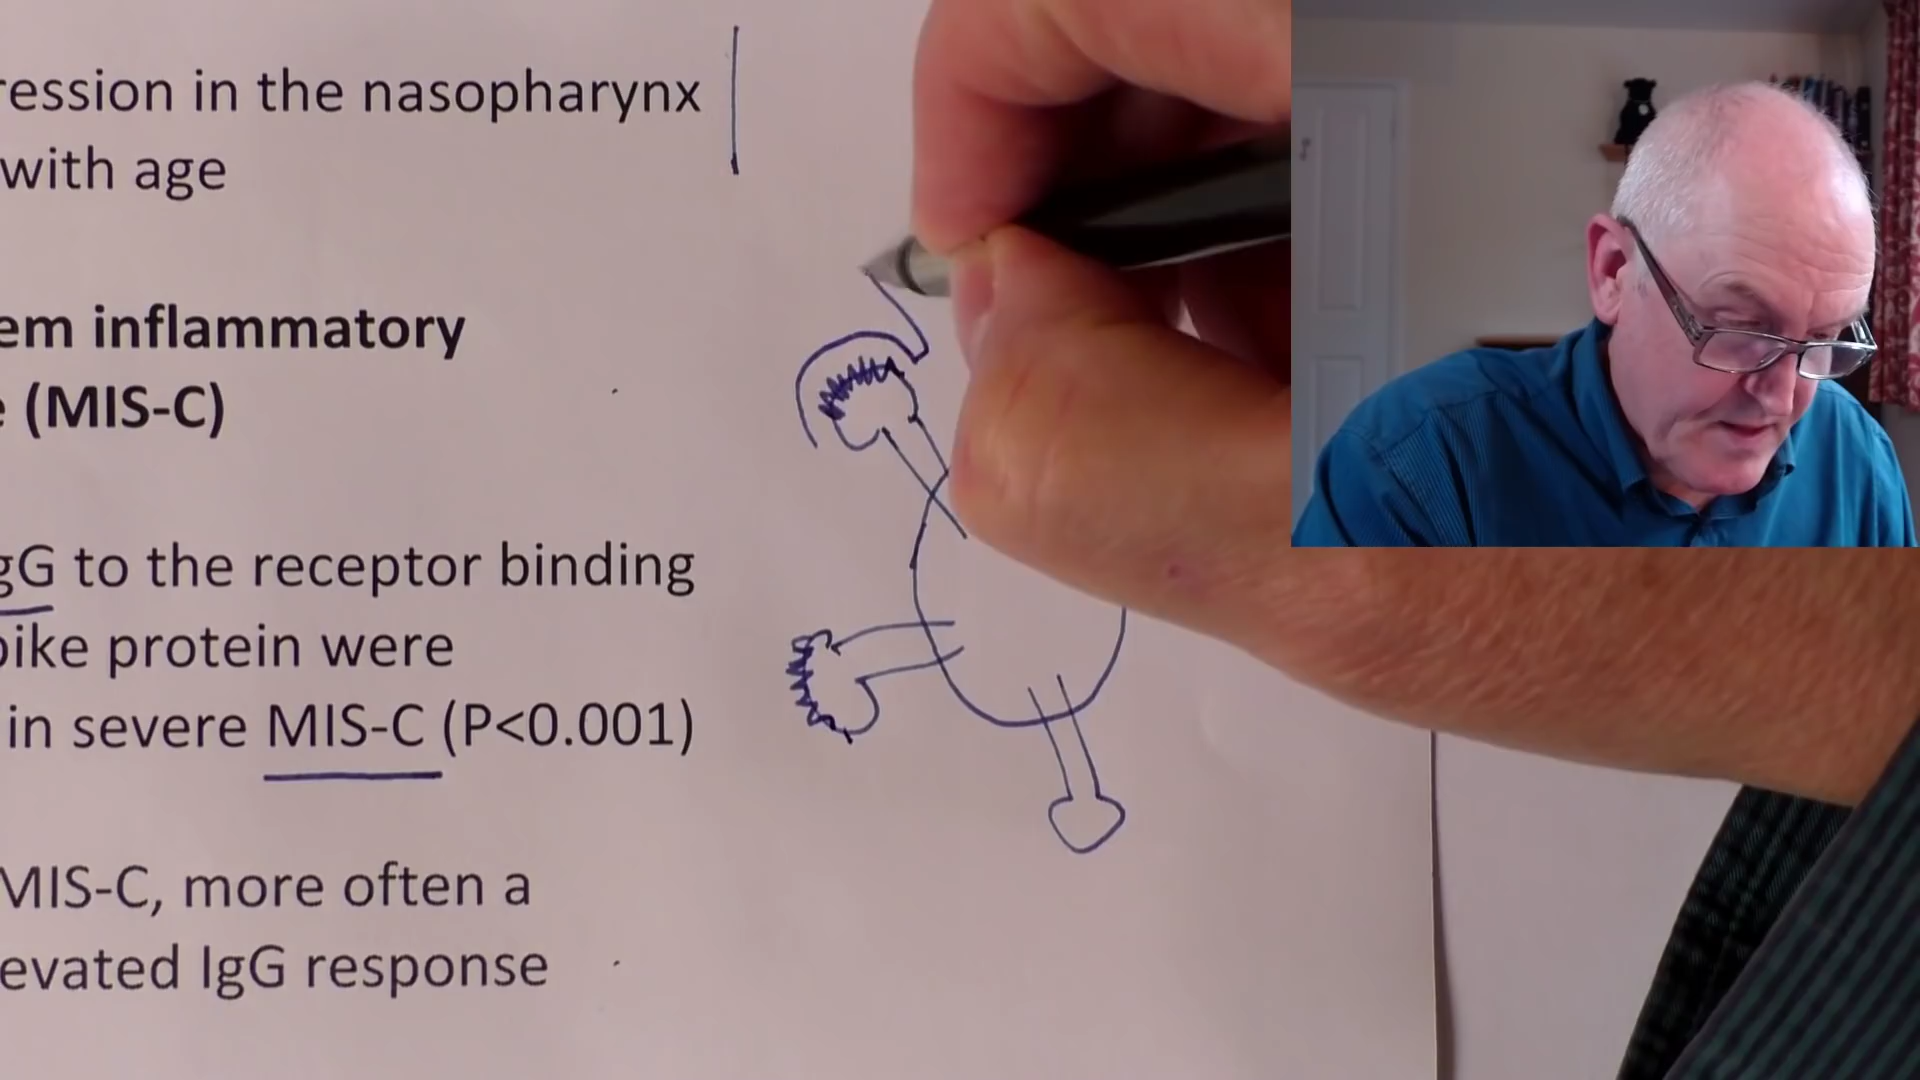 ression in the nasopharynx
with age
em inflammatory
e (MIS-C)
gG to the receptor binding
pike protein were
in severe MIS-C (P<0.001)
MIS-C, more often a
levated IgG response